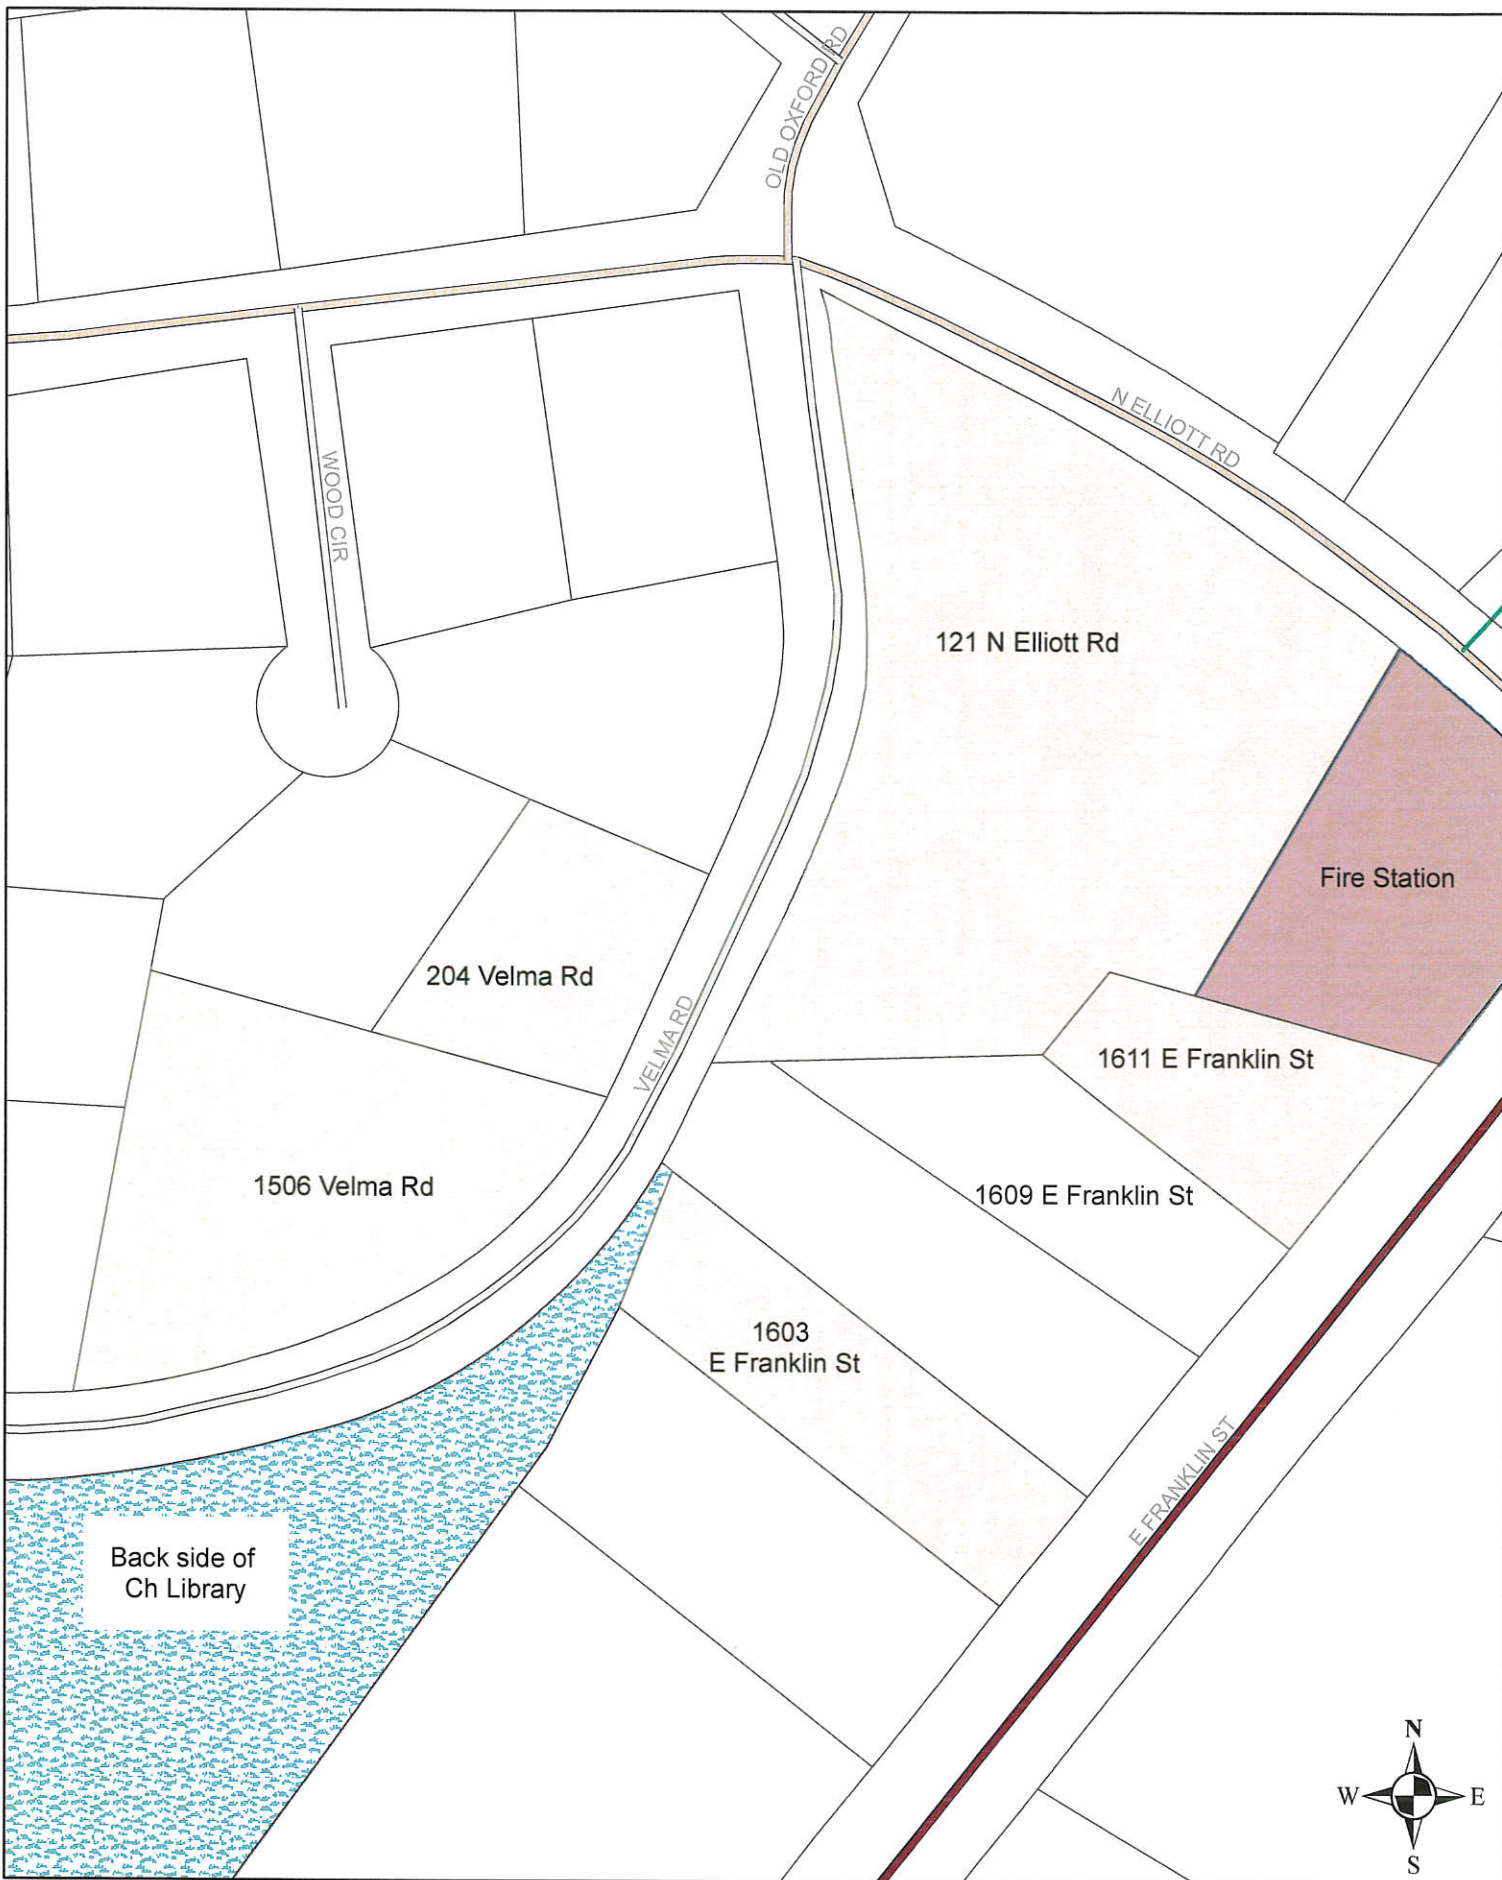 OLD OXFORD RD
N ELLIOTT RD
WOOD CIR
121 N Elliott Rd
Fire Station
204 Velma Rd
VELMA RD
1611 E Franklin St
1506 Velma Rd
1609 E Franklin St
1603
E Franklin St
E FRANKLIN ST
Back side of
Ch Library
N
W
E
S